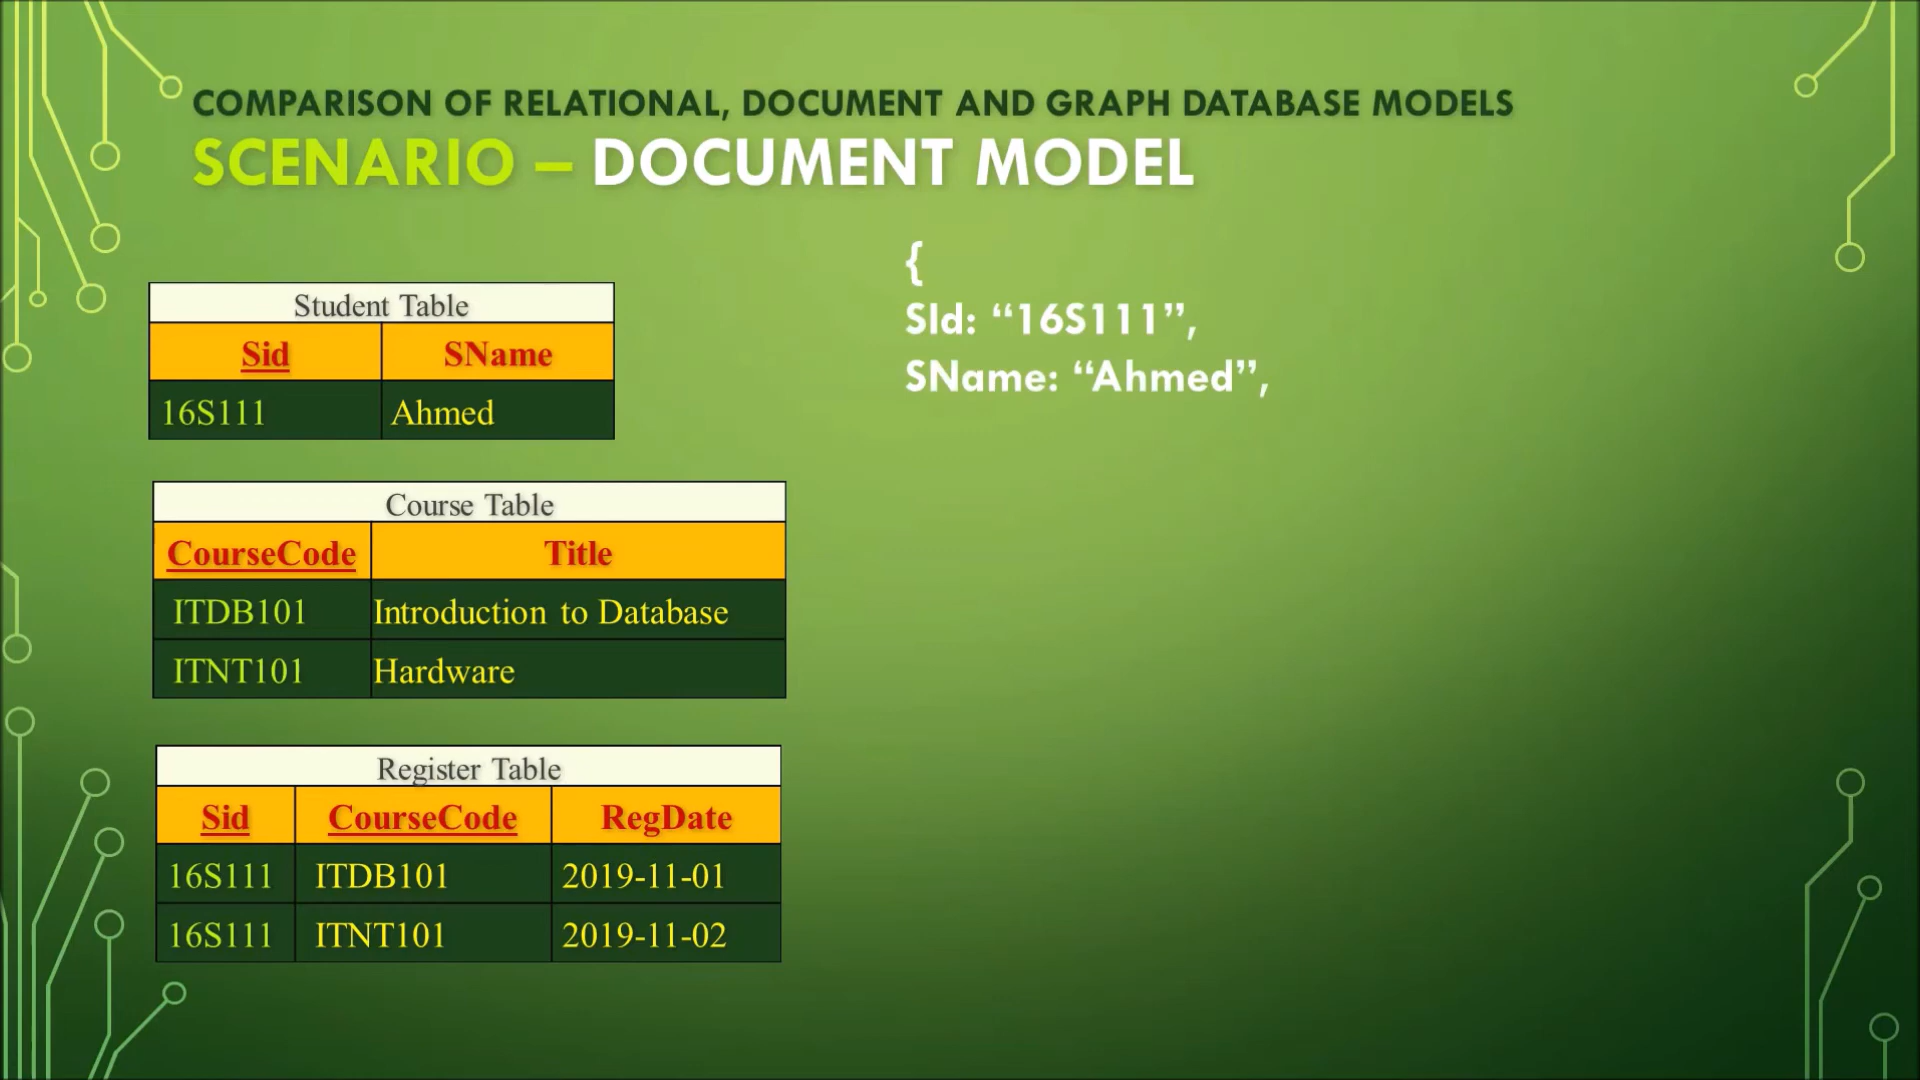 COMPARISON OF RELATIONAL, DOCUMENT AND GRAPH DATABASE MODELS
SCENARIO – DOCUMENT MODEL
Student Table
Sid SName
16S111 Ahmed
Course Table
CourseCode Title
ITDB101 Introduction to Database
ITNT101 Hardware
Register Table
Sid CourseCode RegDate
16S111 ITDB101 2019-11-01
16S111 ITNT101 2019-11-02
{
SId: “16S111”,
SName: “Ahmed”,